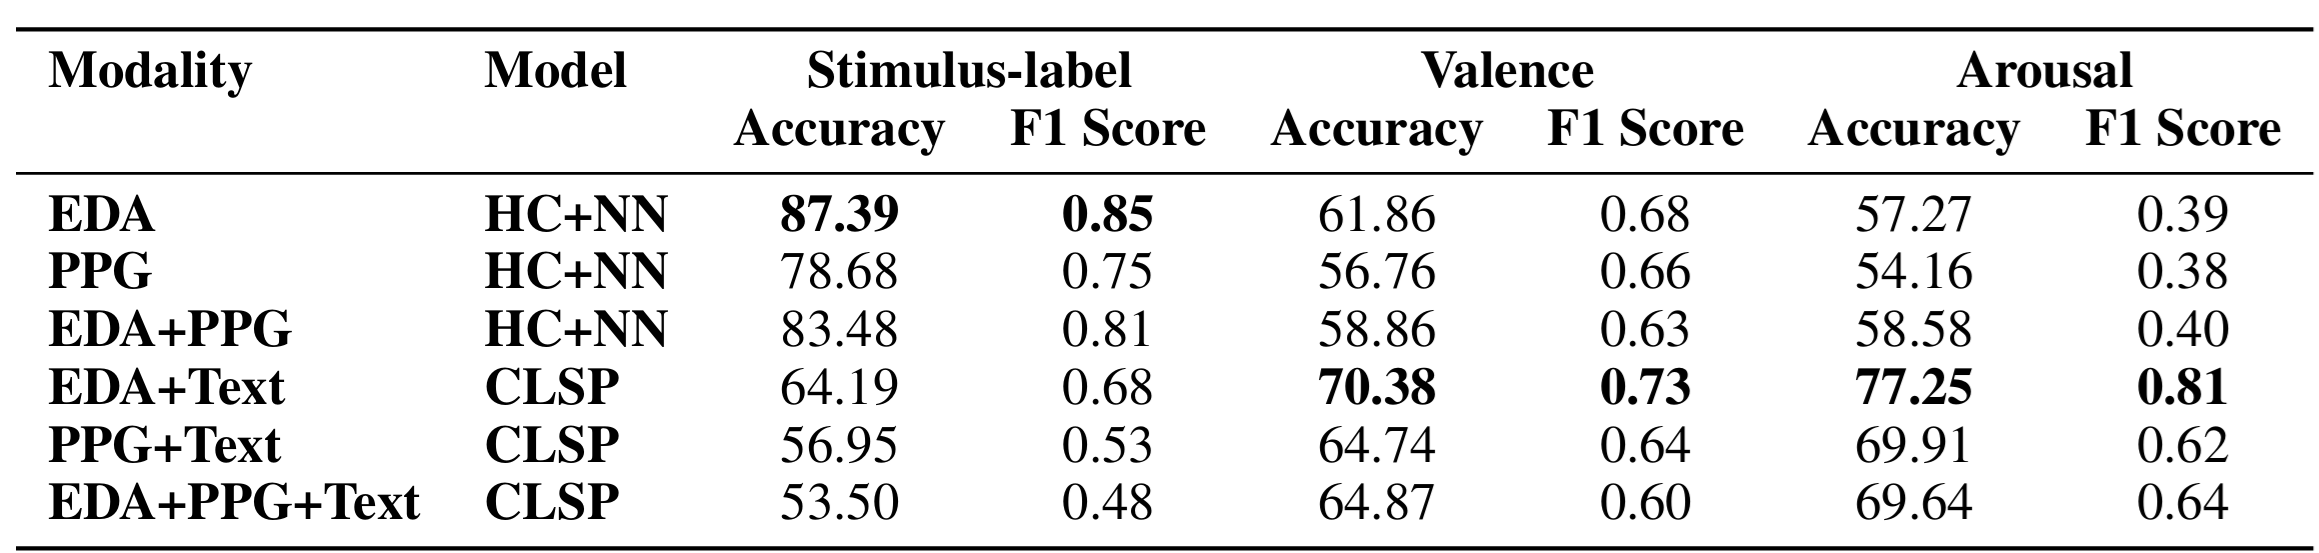 Modality Model Stimulus-label Valence Arousal
Accuracy F1 Score Accuracy F1 Score Accuracy F1 Score
EDA HC+NN 87.39 0.85 61.86 0.68 57.27 0.39
PPG HC+NN 78.68 0.75 56.76 0.66 54.16 0.38
EDA+PPG HC+NN 83.48 0.81 58.86 0.63 58.58 0.40
EDA+Text CLSP 64.19 0.68 70.38 0.73 77.25 0.81
PPG+Text CLSP 56.95 0.53 64.74 0.64 69.91 0.62
EDA+PPG+Text CLSP 53.50 0.48 64.87 0.60 69.64 0.64